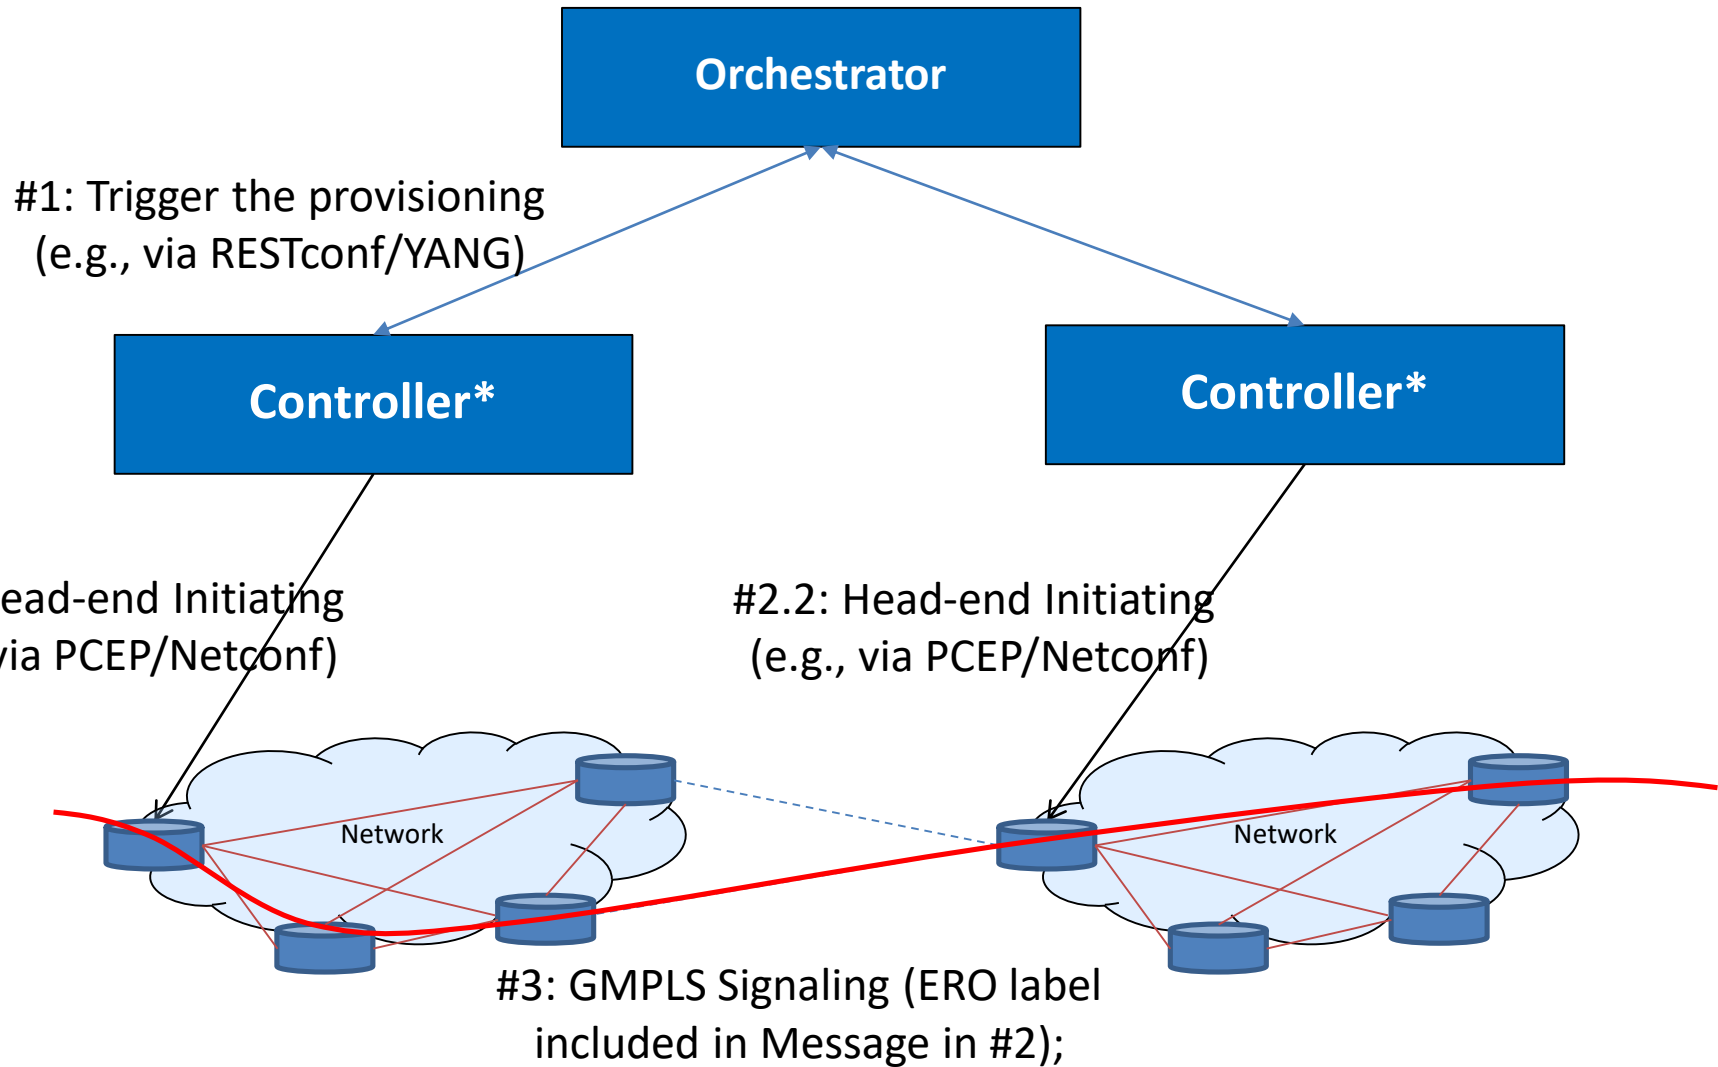 Orchestrator
#1: Trigger the provisioning
(e.g., via RESTconf/YANG)
Controller*
Controller*
ead-end Initiating
via PCEP/Netconf)
#2.2: Head-end Initiating
(e.g., via PCEP/Netconf)
Network
Network
#3: GMPLS Signaling (ERO label
included in Message in #2);